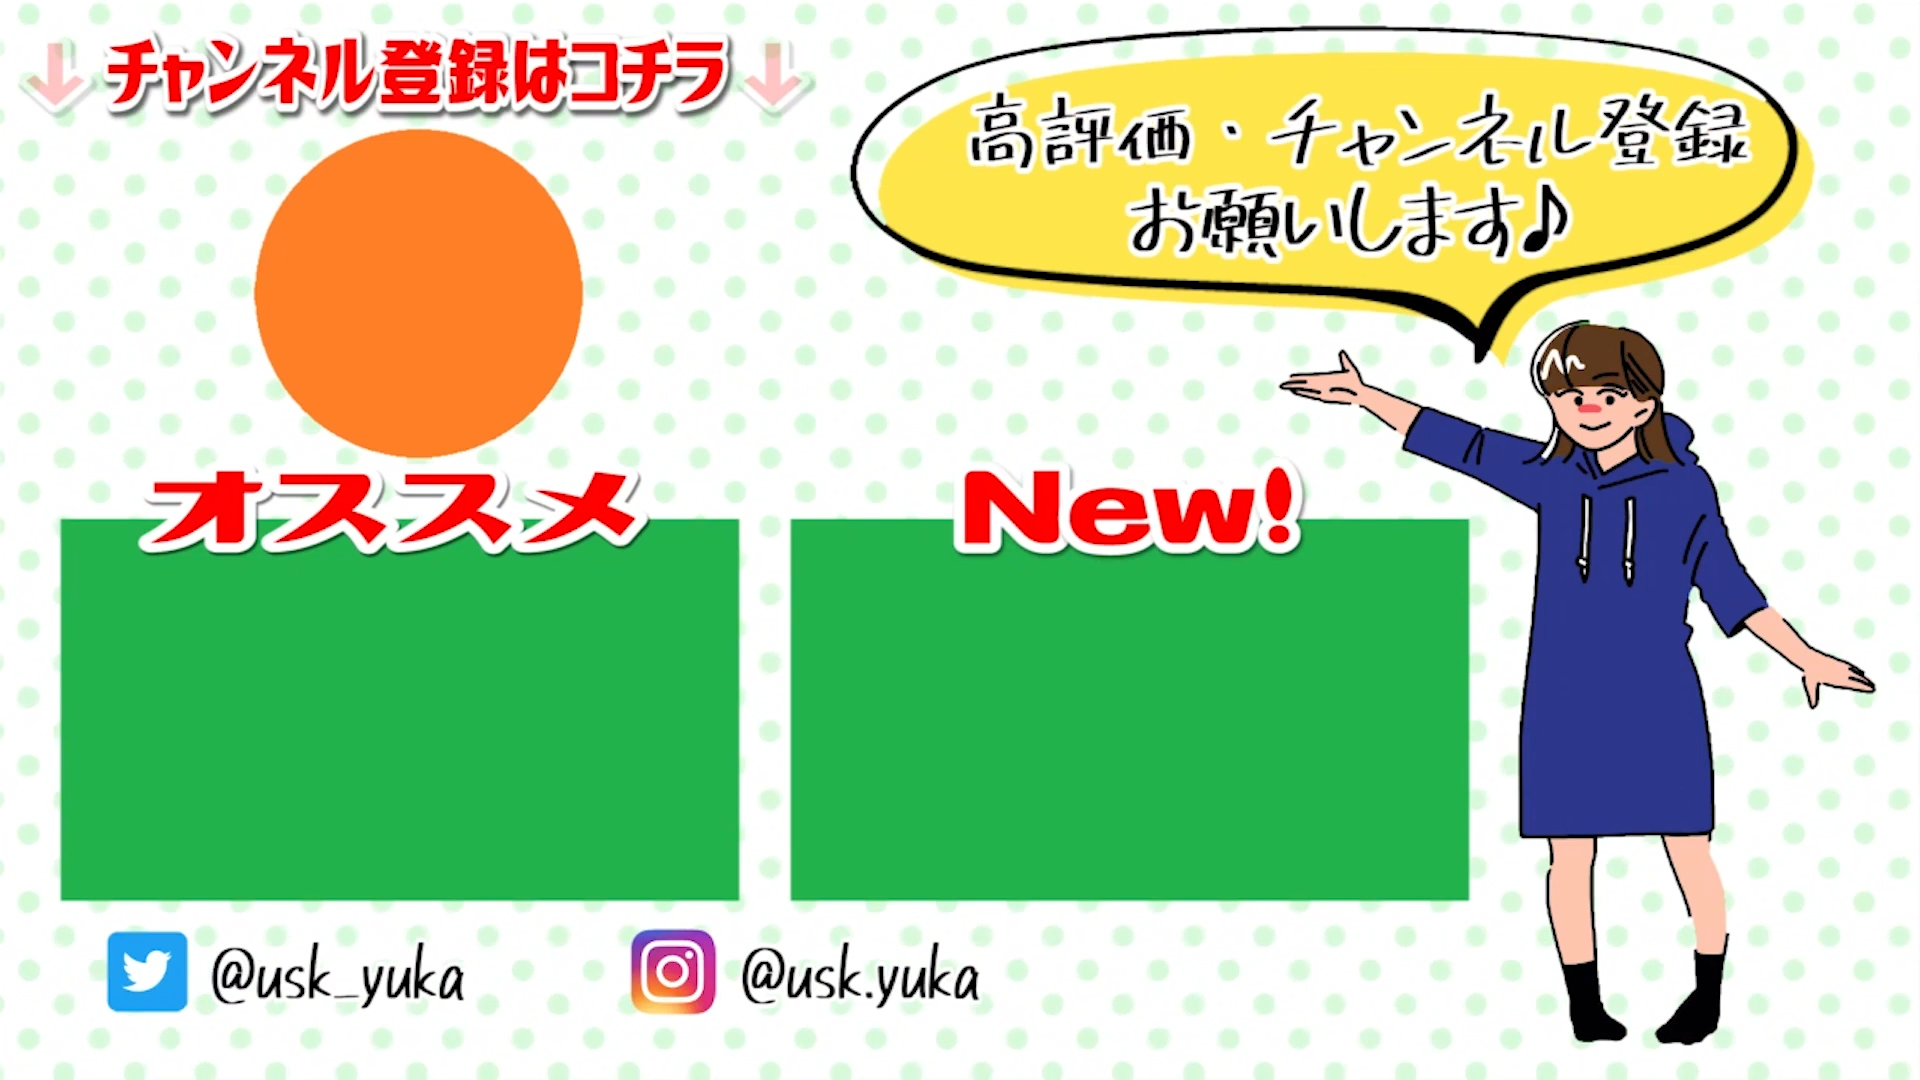 チャンネル登録はコチラ
高評価・チャンネル登録
お願いします♪
オススメ
New!
@usk_yuka
@usk.yuka